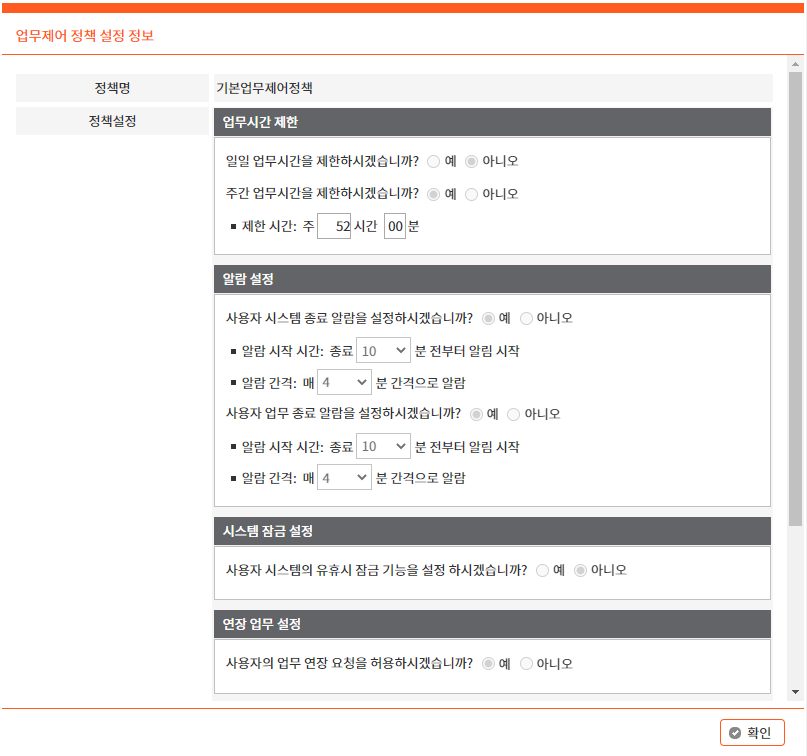 업무제어 정책 설정 정보
정책명 기본업무제어정책
정책설정 업무시간 제한
일일 업무시간을 제한하시겠습니까? 예 아니오
주간 업무시간을 제한하시겠습니까? 예 아니오
제한 시간: 주 52 시간 00 분
알람 설정
사용자 시스템 종료 알람을 설정하시겠습니까? 예 아니오
알람 시작 시간: 종료 10 분 전부터 알림 시작
알람 간격: 매 4 분 간격으로 알람
사용자 업무 종료 알람을 설정하시겠습니까? 예 아니오
알람 시작 시간: 종료 10 분 전부터 알림 시작
알람 간격: 매 4 분 간격으로 알람
시스템 잠금 설정
사용자 시스템의 유휴시 잠금 기능을 설정 하시겠습니까? 예 아니오
연장 업무 설정
사용자의 업무 연장 요청을 허용하시겠습니까? 예 아니오
확인